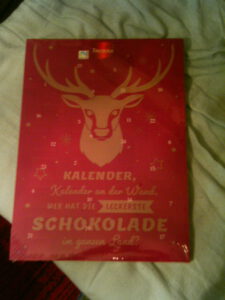 KALENDER,
Kalender an der Wand,
WER HAT DIE LECKERSTE
SCHOKOLADE
im ganzen Land?